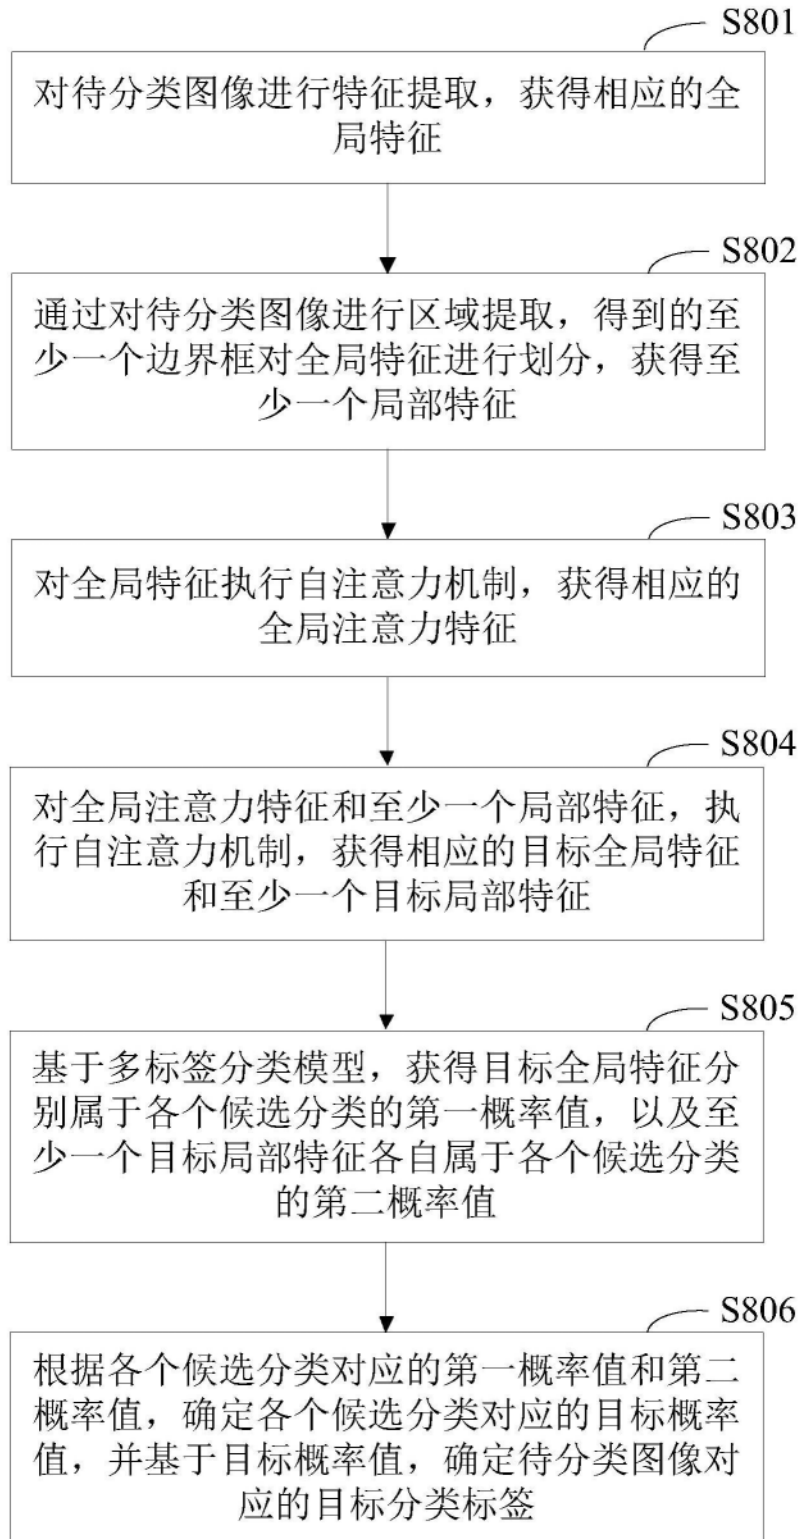 S801
对待分类图像进行特征提取，获得相应的全
局特征
S802
通过对待分类图像进行区域提取，得到的至
少一个边界框对全局特征进行划分，获得至
少一个局部特征
S803
对全局特征执行自注意力机制，获得相应的
全局注意力特征
S804
对全局注意力特征和至少一个局部特征，执
行自注意力机制，获得相应的目标全局特征
和至少一个目标局部特征
S805
基于多标签分类模型，获得目标全局特征分
别属于各个候选分类的第一概率值，以及至
少一个目标局部特征各自属于各个候选分类
的第二概率值
S806
根据各个候选分类对应的第一概率值和第二
概率值，确定各个候选分类对应的目标概率
值，并基于目标概率值，确定待分类图像对
应的目标分类标签